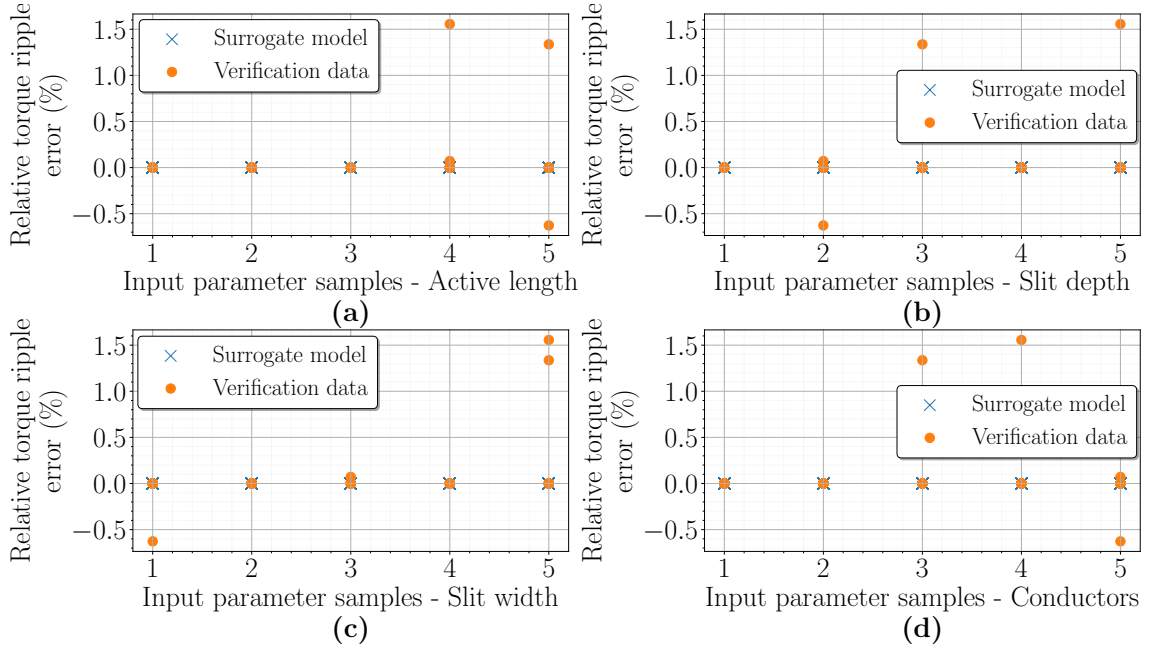 Relative torque ripple
error (%)
1.5
1.0
0.5
0.0
−0.5
Surrogate model
Verification data
1 2 3 4 5
Input parameter samples - Active length
(a)
Relative torque ripple
error (%)
1.5
1.0
0.5
0.0
−0.5
Surrogate model
Verification data
1 2 3 4 5
Input parameter samples - Slit depth
(b)
Relative torque ripple
error (%)
1.5
1.0
0.5
0.0
−0.5
Surrogate model
Verification data
1 2 3 4 5
Input parameter samples - Slit width
(c)
Relative torque ripple
error (%)
1.5
1.0
0.5
0.0
−0.5
Surrogate model
Verification data
1 2 3 4 5
Input parameter samples - Conductors
(d)